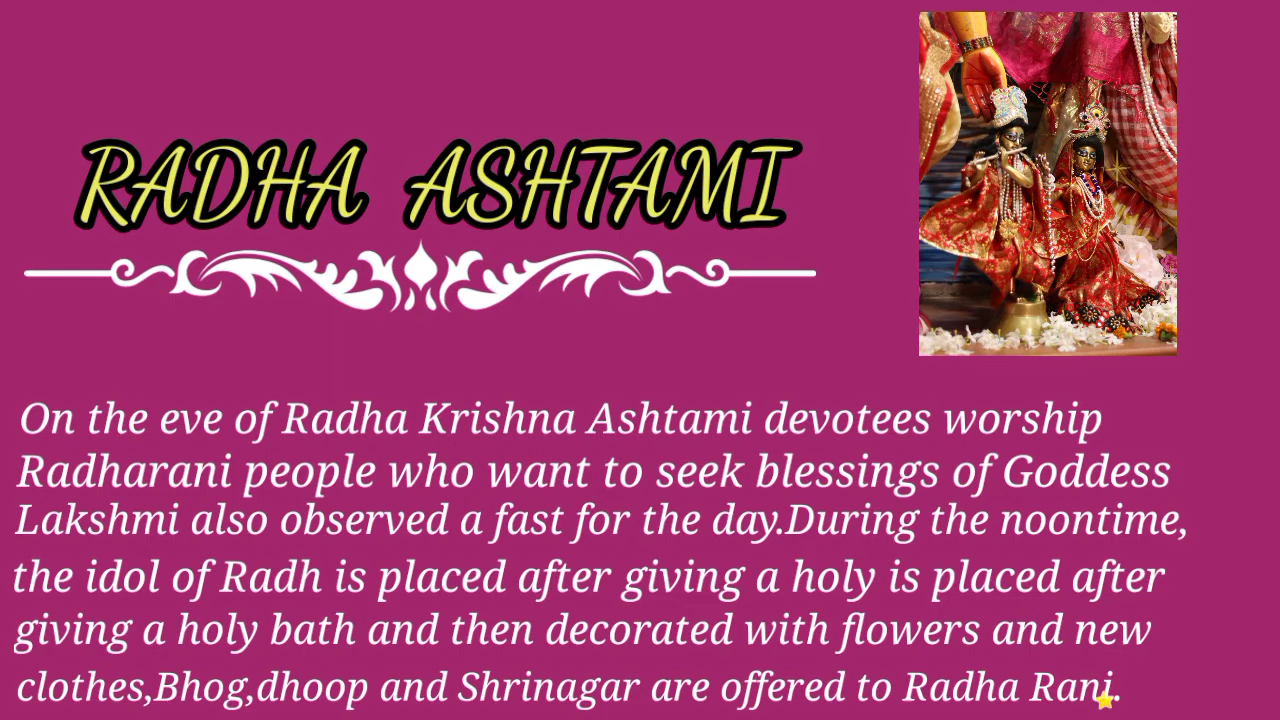 RADHA ASHTAMI
On the eve of Radha Krishna Ashtami devotees worship
Radharani people who want to seek blessings of Goddess
Lakshmi also observed a fast for the day.During the noontime,
the idol of Radh is placed after giving a holy is placed after
giving a holy bath and then decorated with flowers and new
clothes,Bhog,dhoop and Shrinagar are offered to Radha Rani.